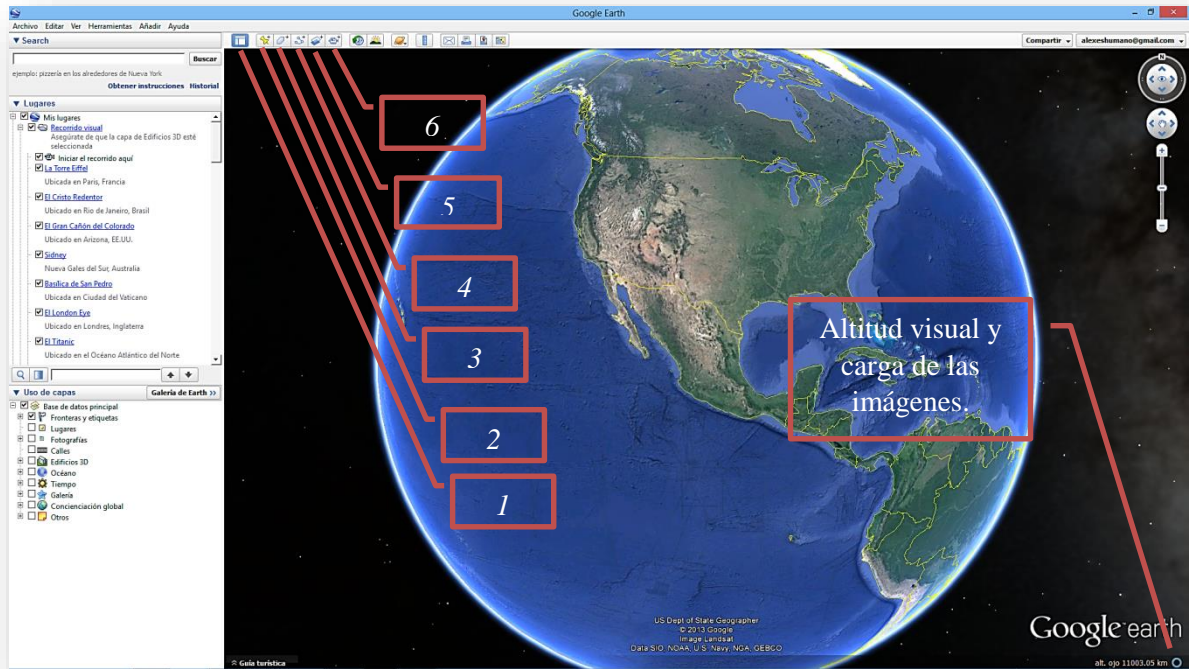 Google Earth
Archivo Editar Ver Herramientas Añadir Ayuda
▼ Search
Buscar
ejemplo: pizzería en los alrededores de Nueva York
Obtener instrucciones Historial
▼ Lugares
Mis lugares
Recorrido visual
Asegúrate de que la capa de Edificios 3D esté
seleccionada
Iniciar el recorrido aquí
La Torre Eiffel
Ubicada en París, Francia
El Cristo Redentor
Ubicado en Rio de Janeiro, Brasil
El Gran Cañón del Colorado
Ubicado en Arizona, EE.UU.
Sidney
Nueva Gales del Sur, Australia
Basílica de San Pedro
Ubicada en Ciudad del Vaticano
El London Eye
Ubicado en Londres, Inglaterra
El Titanic
Ubicado en el Océano Atlántico del Norte
▼ Uso de capas Galería de Earth >>
Base de datos principal
Fronteras y etiquetas
Lugares
Fotografías
Calles
Edificios 3D
Océano
Tiempo
Galería
Concienciación global
Otros
Compartir alexeshumano@gmail.com
N
6
5
4
3
2
1
Altitud visual y
carga de las
imágenes.
US Dept of State Geographer
© 2013 Google
Image Landsat
Data SIO, NOAA, U.S. Navy, NGA, GEBCO
Google earth
Guía turística
alt. ojo 11003.05 km